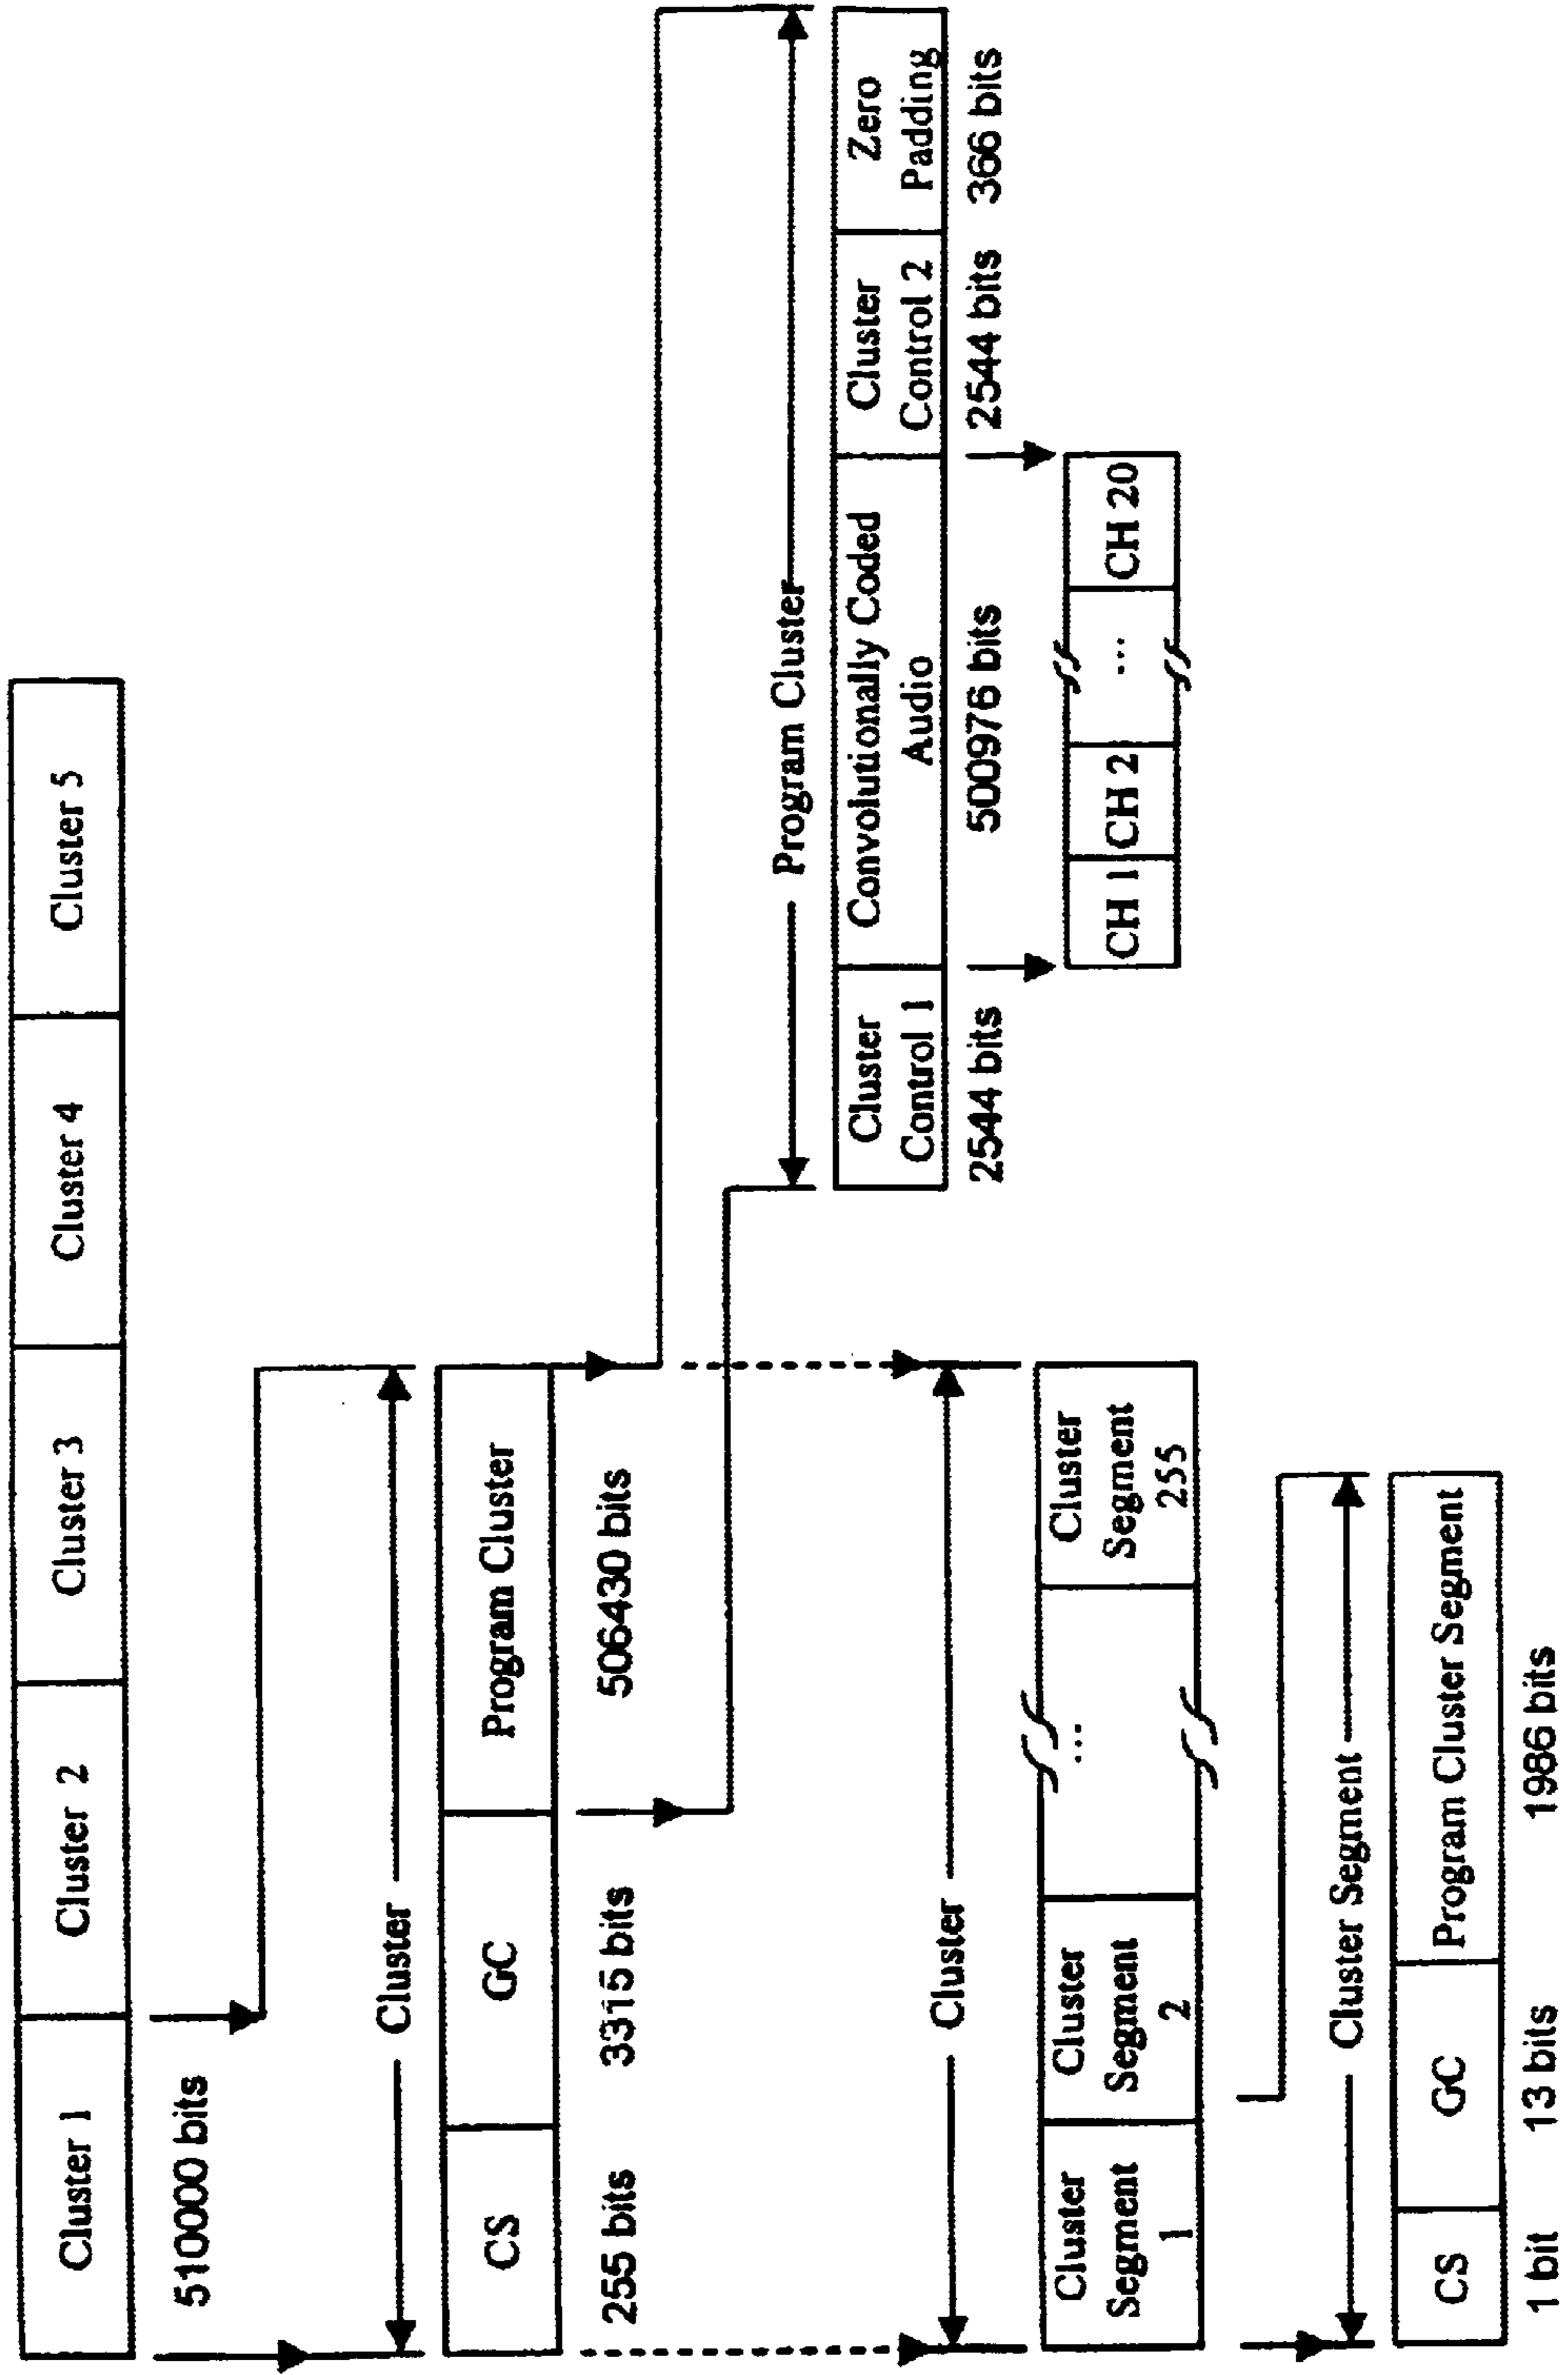 Cluster 1
Cluster 2
Cluster 3
Cluster 4
Cluster 5
510000 bits
Cluster
CS
GC
Program Cluster
255 bits
3315 bits
506430 bits
Program Cluster
Cluster
Control 1
Convolutionally Coded
Audio
Cluster
Control 2
Zero
Padding
2544 bits
500976 bits
2544 bits
366 bits
CH 1
CH 2
...
CH 20
Cluster
Cluster
Segment
1
Cluster
Segment
2
...
Cluster
Segment
255
Cluster Segment
CS
GC
Program Cluster Segment
1 bit
13 bits
1986 bits